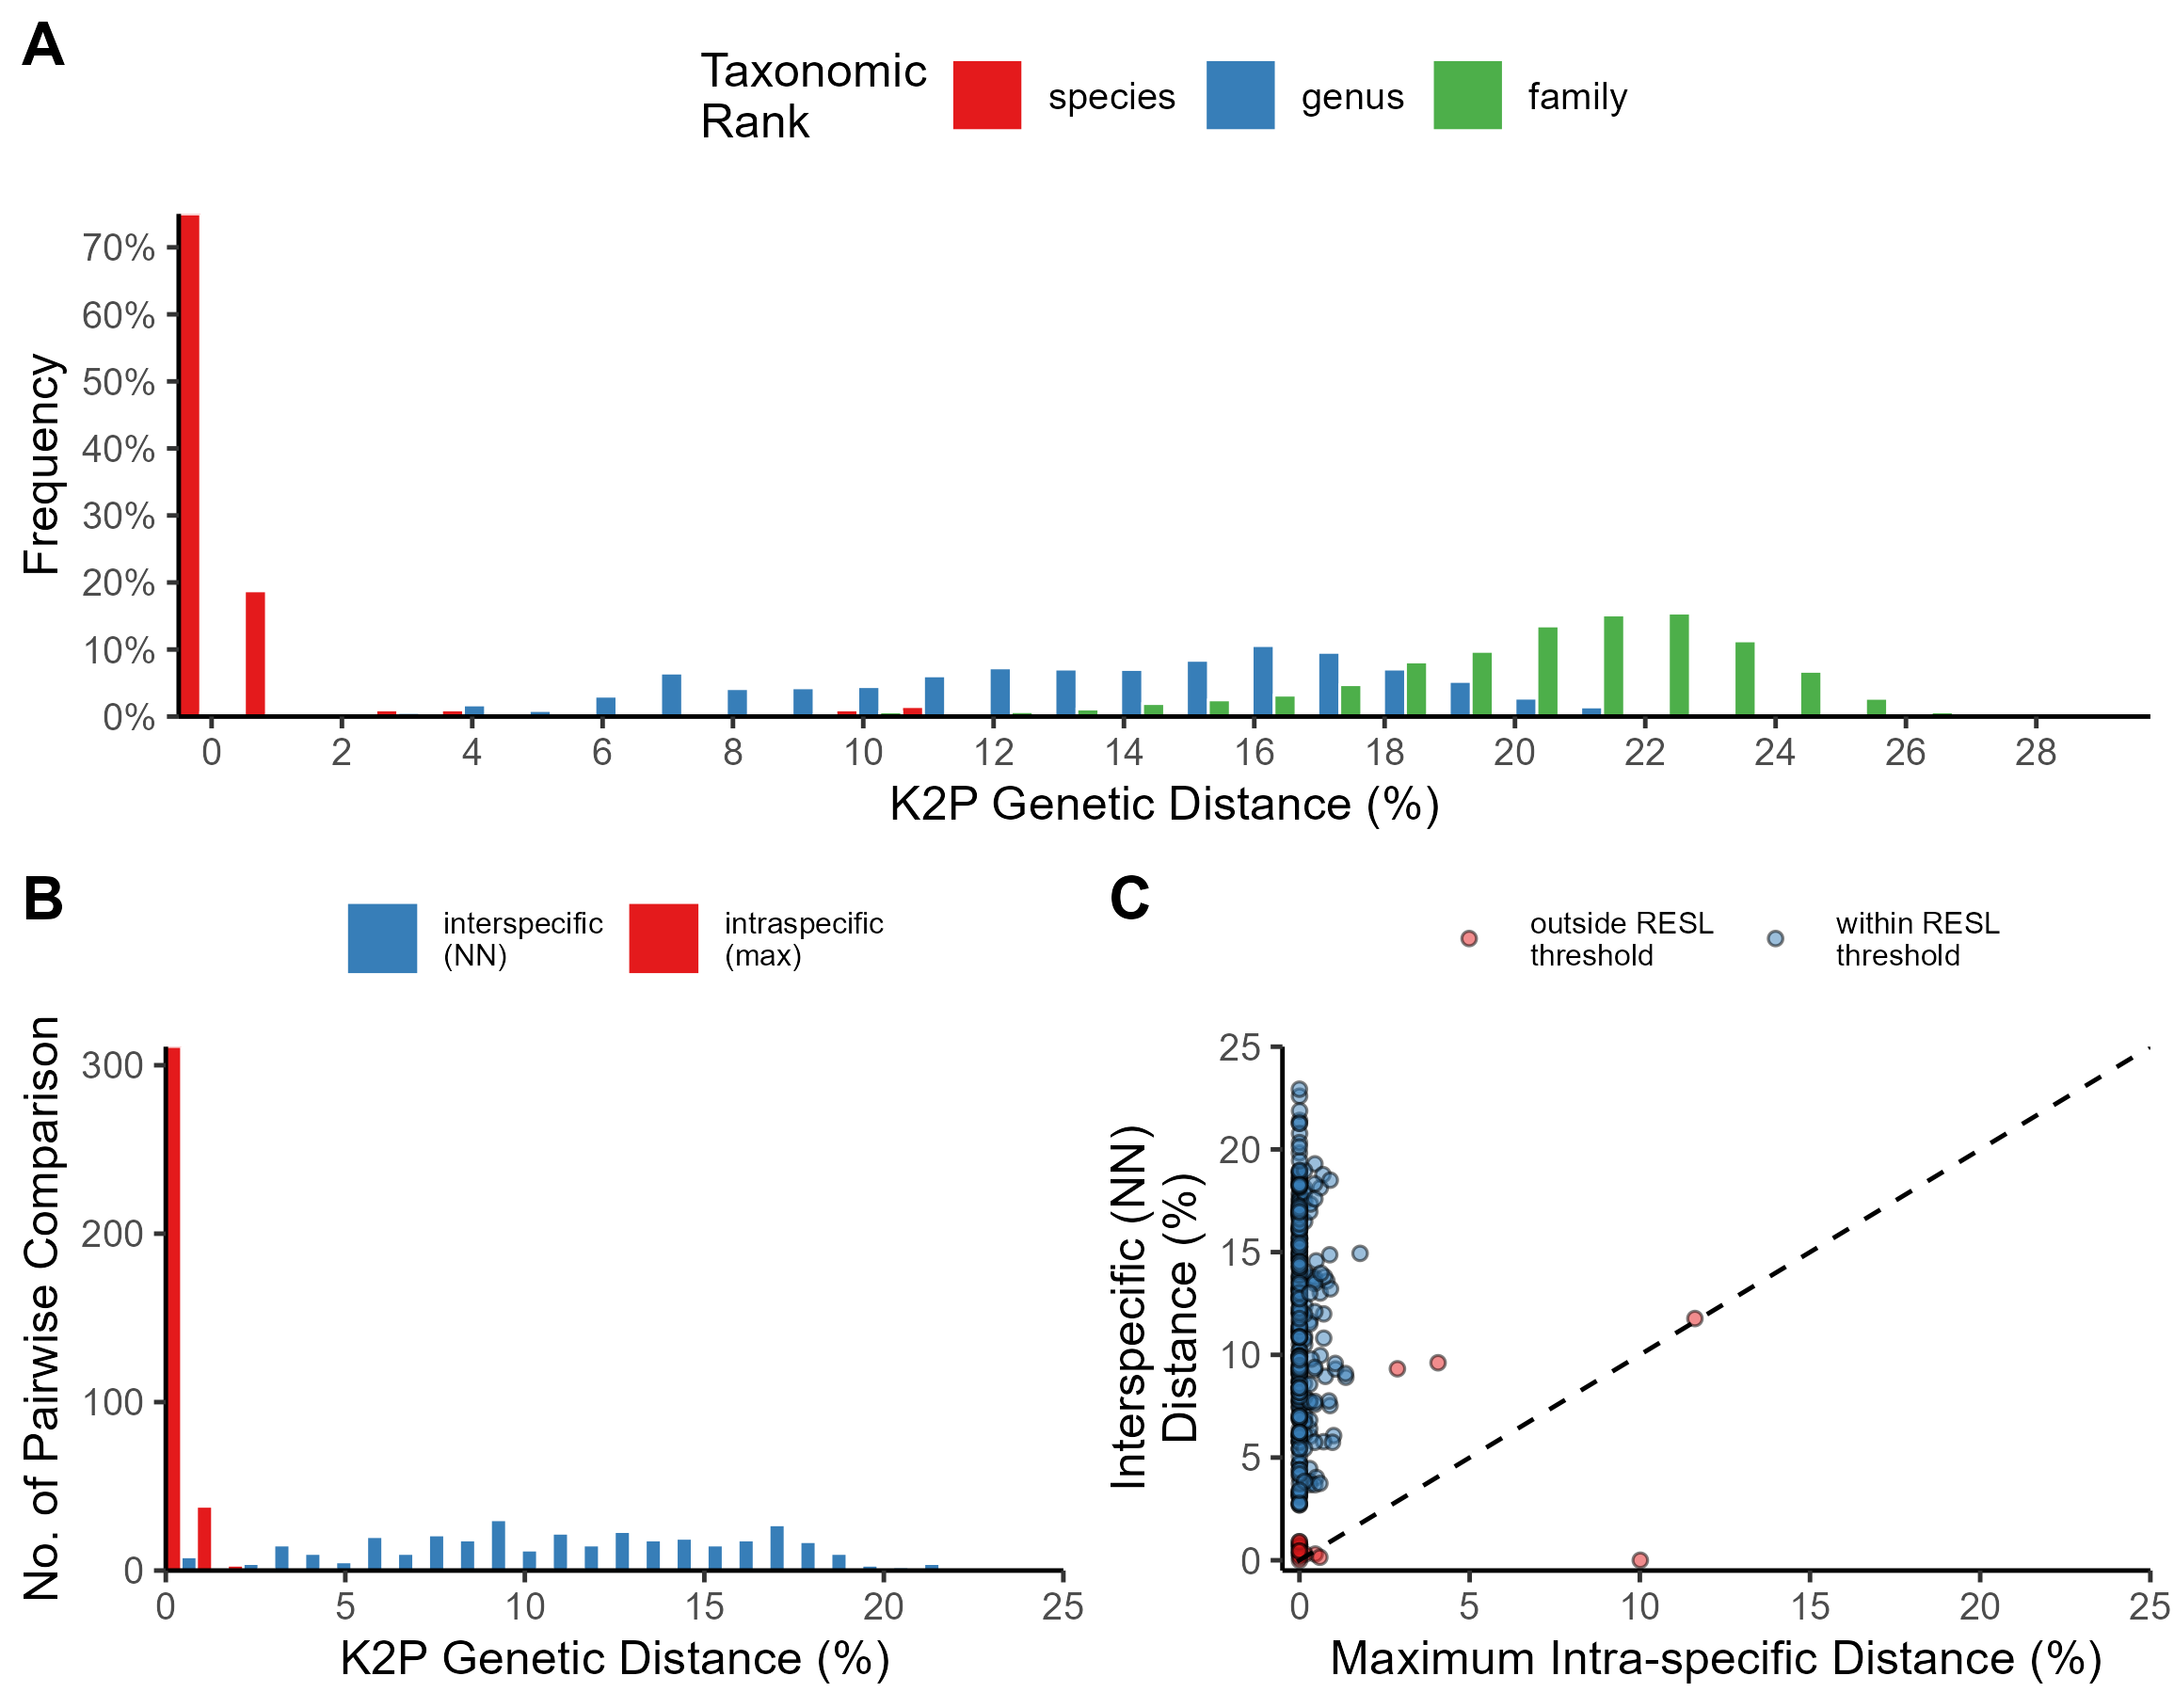 A
Taxonomic
Rank
species
genus
family
Frequency
70%
60%
50%
40%
30%
20%
10%
0%
0 2 4 6 8 10 12 14 16 18 20 22 24 26 28
K2P Genetic Distance (%)
B
interspecific
(NN)
intraspecific
(max)
No. of Pairwise Comparison
300
200
100
0
0 5 10 15 20 25
K2P Genetic Distance (%)
C
outside RESL
threshold
within RESL
threshold
Interspecific (NN)
Distance (%)
25
20
15
10
5
0
0 5 10 15 20 25
Maximum Intra-specific Distance (%)